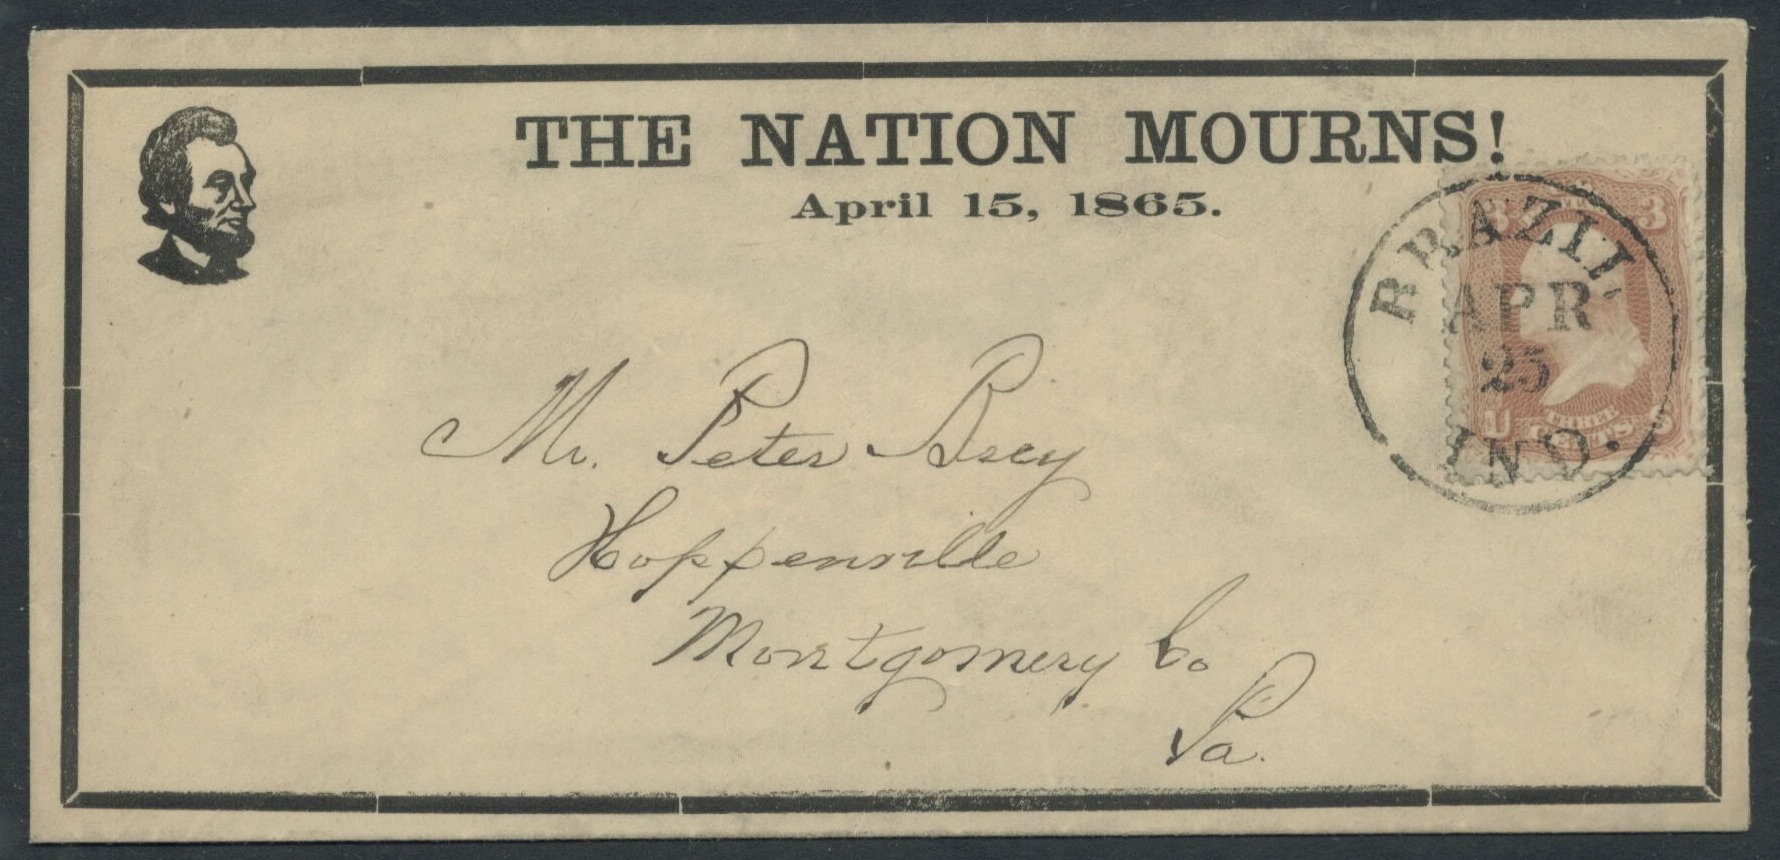 THE NATION MOURNS!
April 15, 1865.
3 3
BRAZIL
APR
25
IND.
U THREE S
CENTS
Mr. Peter
Hoppenville
Montgomery Co
Pa.